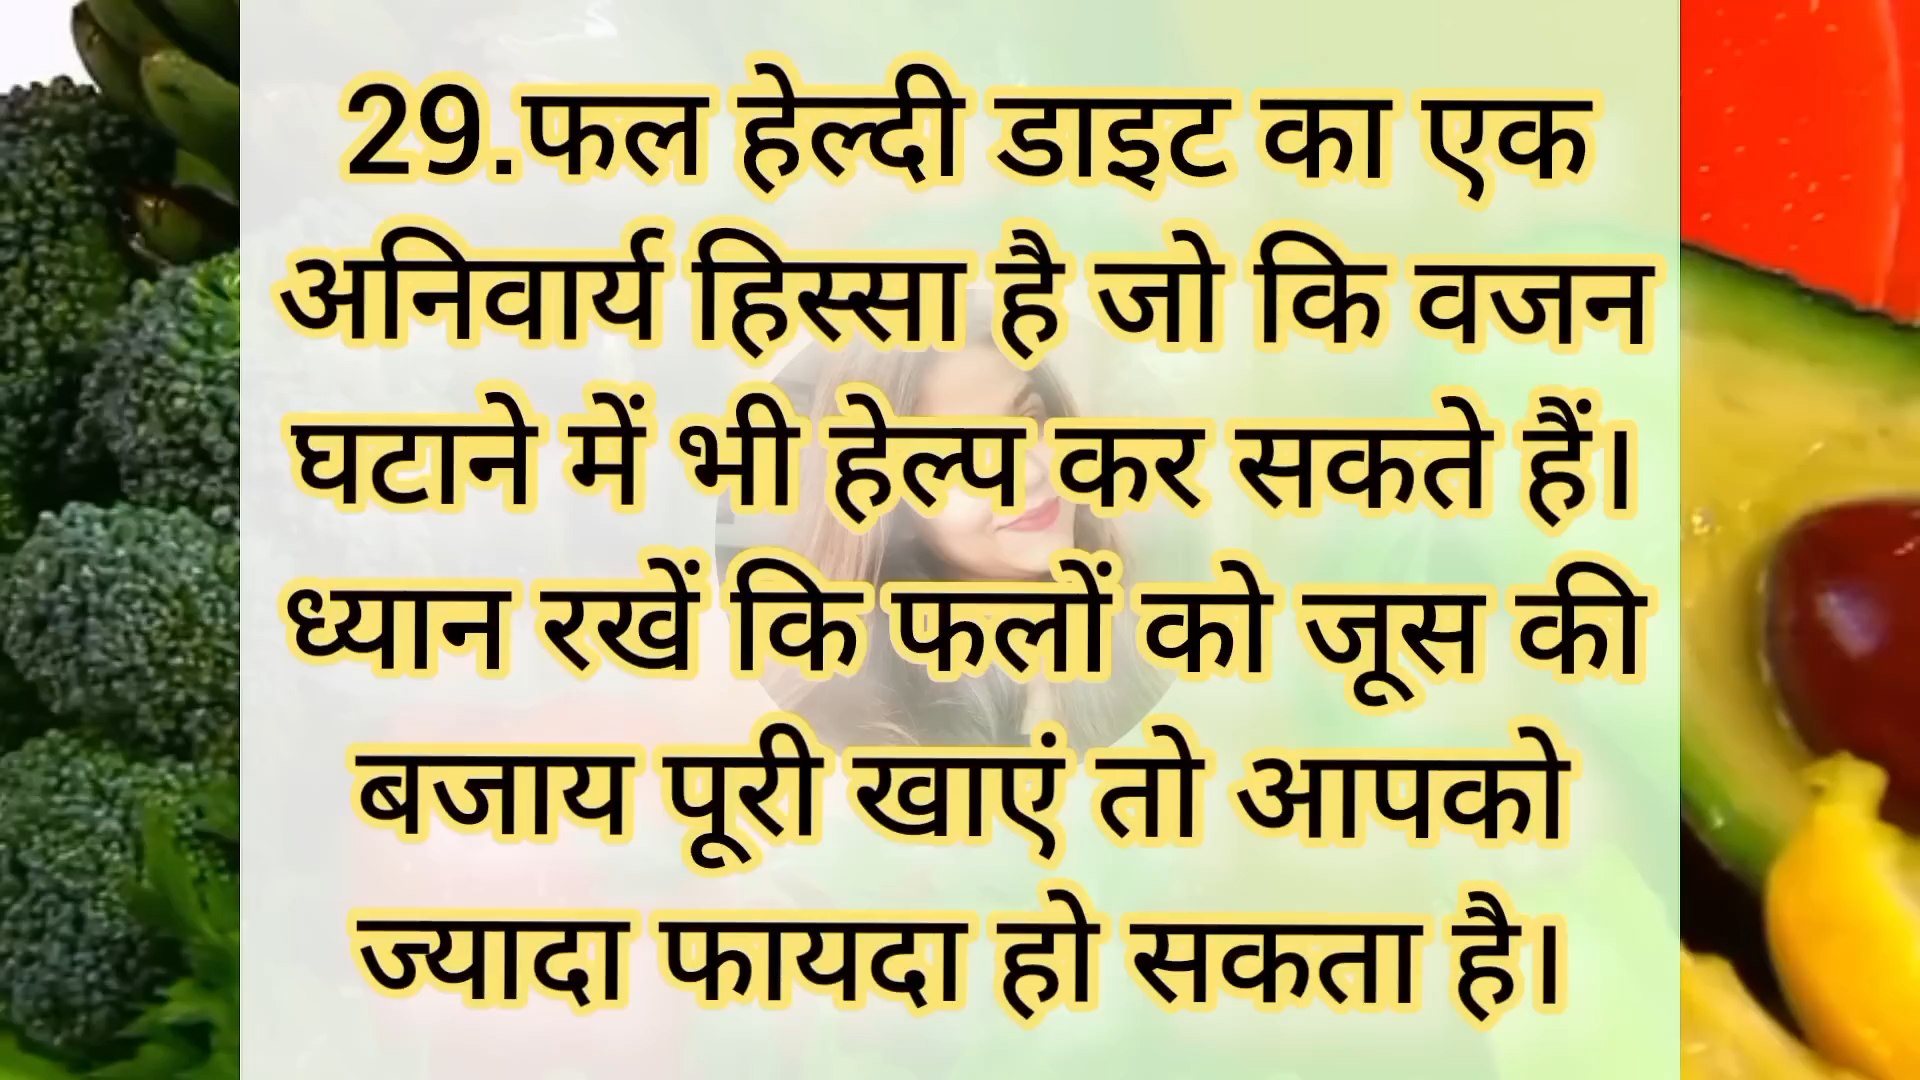 29.फल हेल्दी डाइट का एक
अनिवार्य हिस्सा है जो कि वजन
घटाने में भी हेल्प कर सकते हैं।
ध्यान रखें कि फलों को जूस की
बजाय पूरी खाएं तो आपको
ज्यादा फायदा हो सकता है।